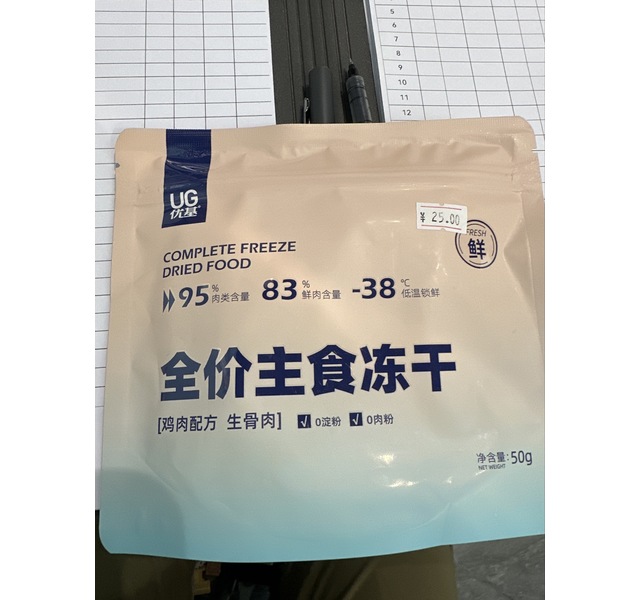 5
6
7
8
9
10
11
12
UG
优基
¥ 25.00
FRESH
鲜
COMPLETE FREEZE
DRIED FOOD
95% 肉类含量 83% 鲜肉含量 -38℃ 低温锁鲜
全价主食冻干
[鸡肉配方 生骨肉] 0淀粉 0肉粉
净含量: 50g
NET WEIGHT